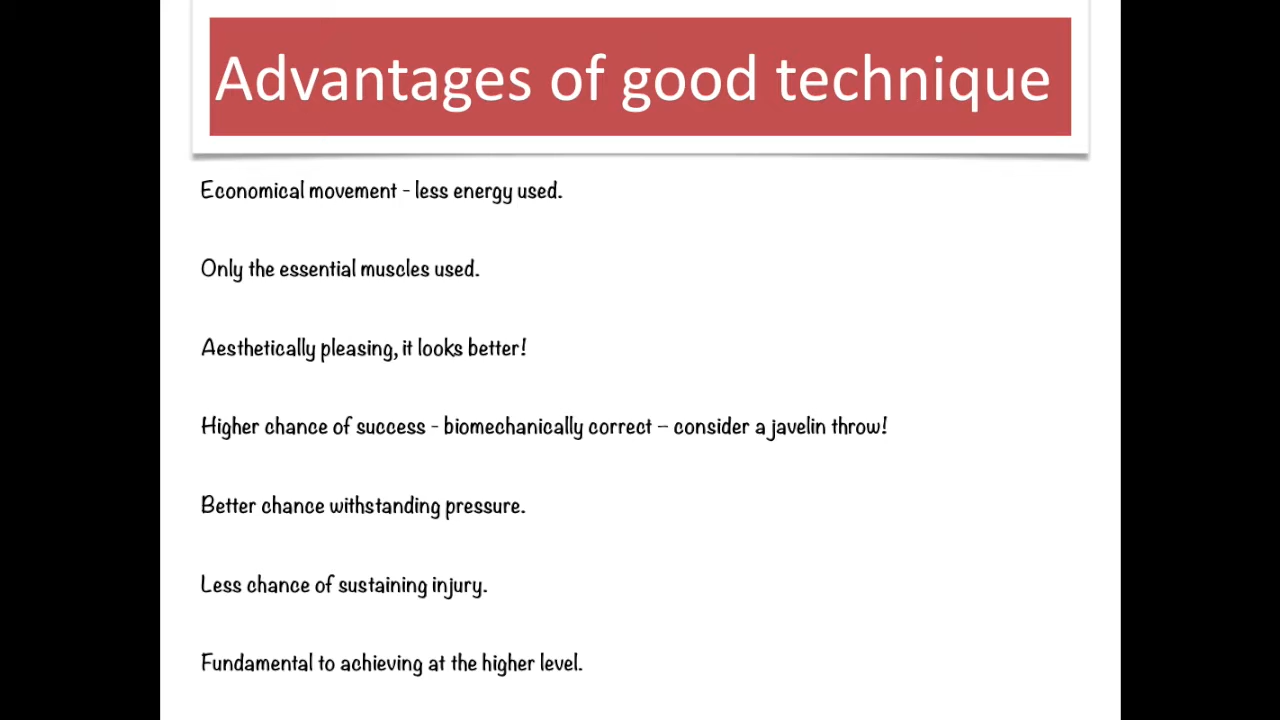 Advantages of good technique
Economical movement - less energy used.
Only the essential muscles used.
Aesthetically pleasing, it looks better!
Higher chance of success - biomechanically correct – consider a javelin throw!
Better chance withstanding pressure.
Less chance of sustaining injury.
Fundamental to achieving at the higher level.